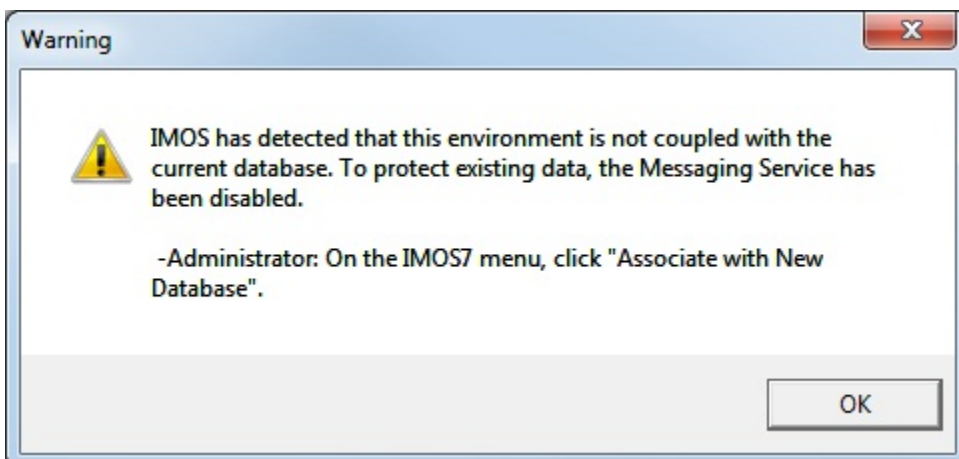 Warning
IMOS has detected that this environment is not coupled with the
current database. To protect existing data, the Messaging Service has
been disabled.
-Administrator: On the IMOS7 menu, click "Associate with New
Database".
OK